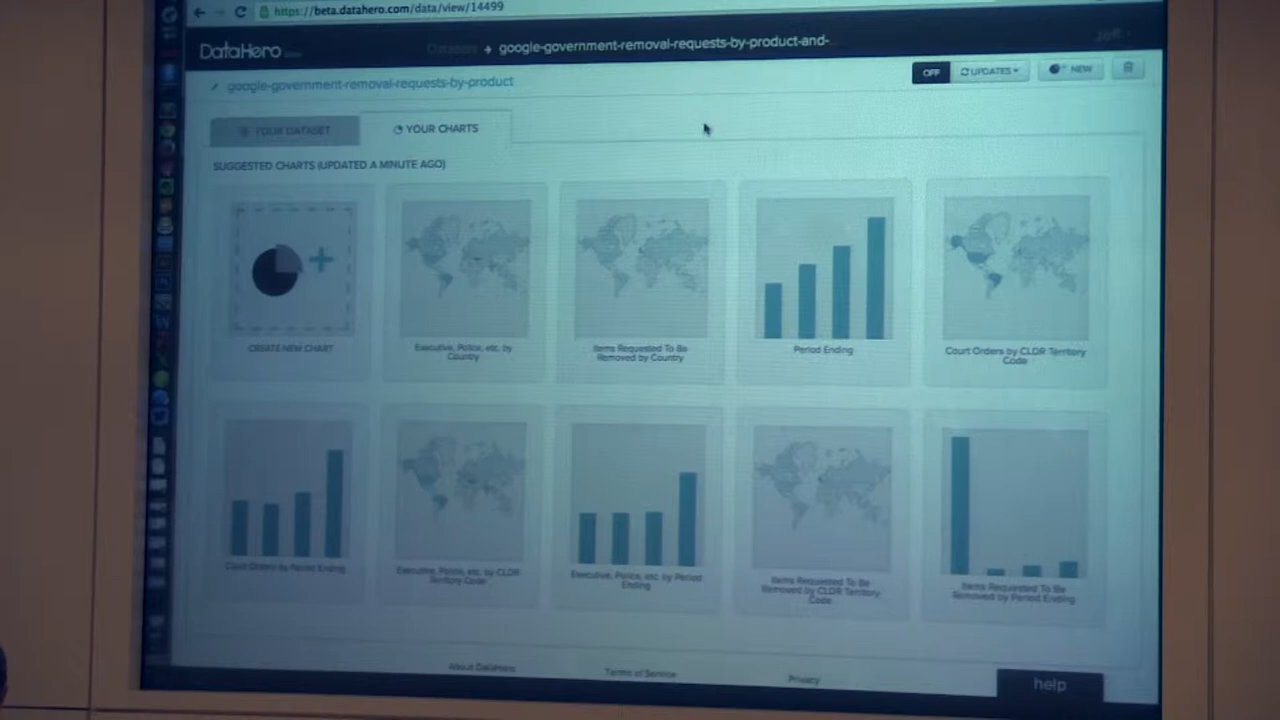 https://beta.datahero.com/data/view/14499
DataHero
Datasets → google-government-removal-requests-by-product-and-
google-government-removal-requests-by-product
OFF
UPDATES
NEW
YOUR DATASET
YOUR CHARTS
SUGGESTED CHARTS (UPDATED A MINUTE AGO)
CREATE NEW CHART
Executive, Police, etc. by
Country
Items Requested To Be
Removed by Country
Period Ending
Court Orders by CLDR Territory
Code
Court Orders by Period Ending
Executive, Police, etc. by CLDR
Territory Code
Executive, Police, etc. by Period
Ending
Items Requested To Be
Removed by CLDR Territory
Code
Items Requested To Be
Removed by Period Ending
About DataHero
Terms of Service
Privacy
help